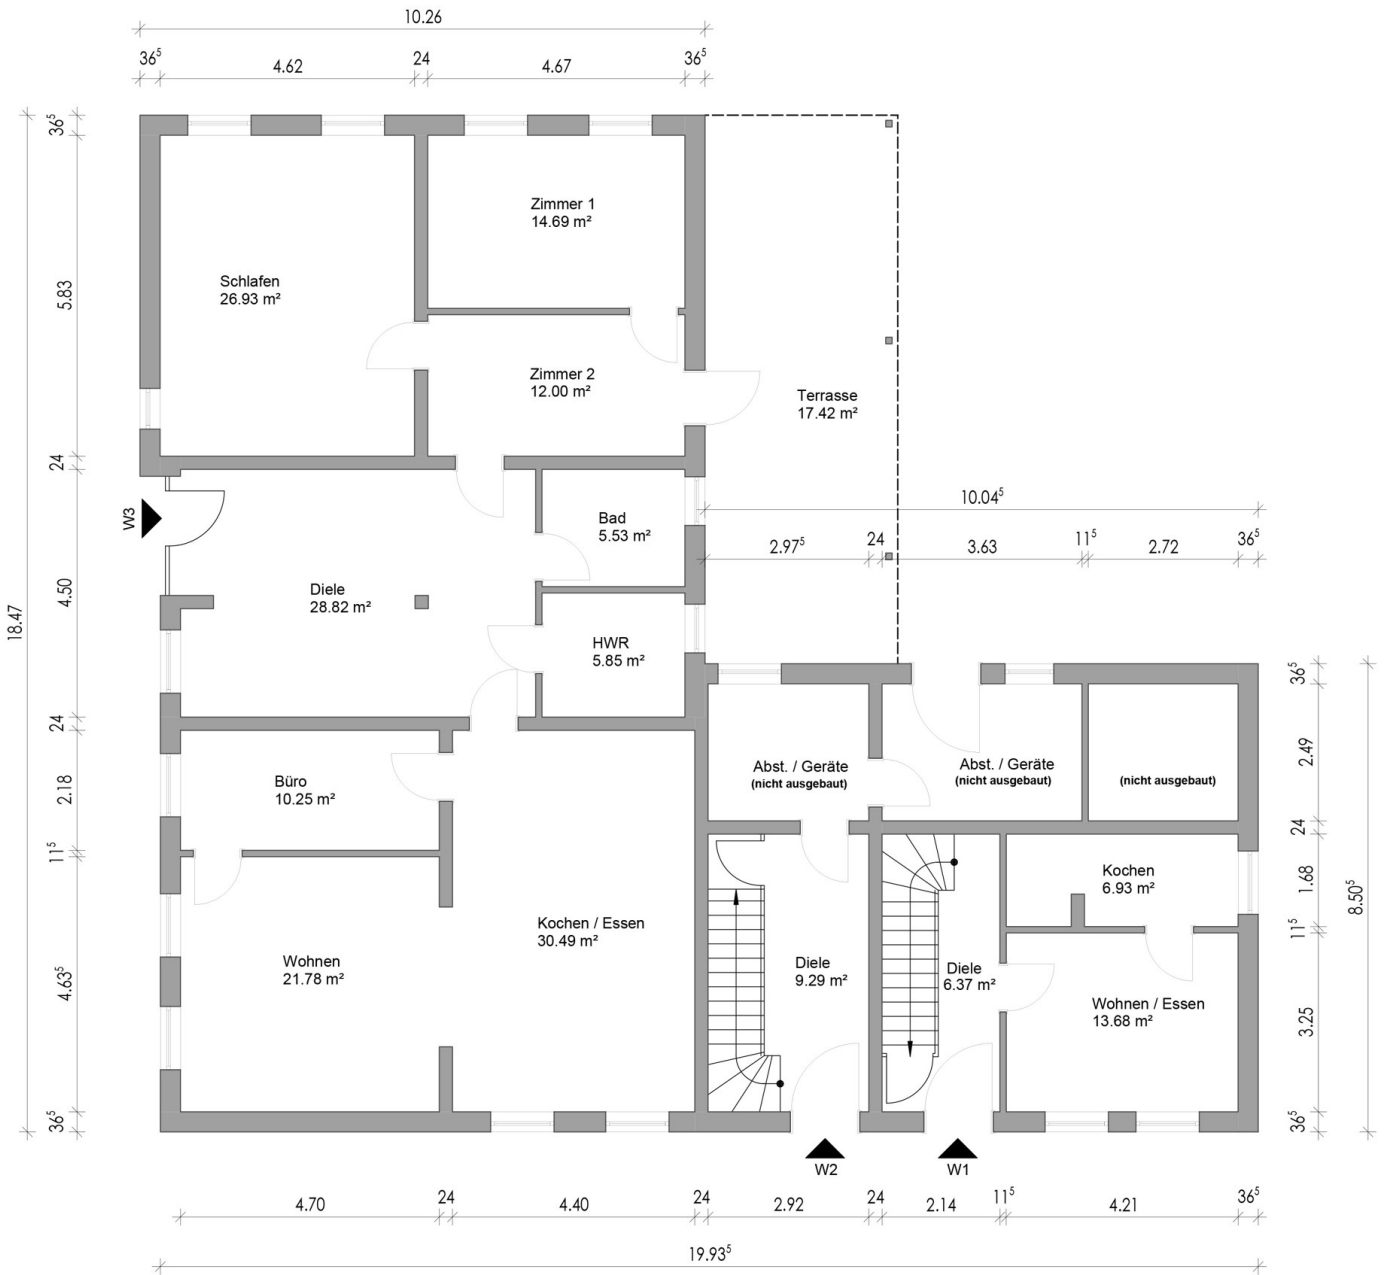 10.26
36⁵
4.62
24
4.67
36⁵
18.47
36⁵
5.83
24
4.50
24
2.18
11⁵
4.635
36⁵
Zimmer 1
14.69 m²
Schlafen
26.93 m²
Zimmer 2
12.00 m²
Terrasse
17.42 m²
W3
Bad
5.53 m²
Diele
28.82 m²
HWR
5.85 m²
10.04⁵
2.97⁵
24
3.63
11⁵
2.72
36⁵
Büro
10.25 m²
Abst. / Geräte
(nicht ausgebaut)
Abst. / Geräte
(nicht ausgebaut)
(nicht ausgebaut)
Kochen
6.93 m²
Kochen / Essen
30.49 m²
Wohnen
21.78 m²
Diele
9.29 m²
Diele
6.37 m²
Wohnen / Essen
13.68 m²
36⁵
2.49
24
1.68
11⁵
3.25
36⁵
8.50⁵
W2
W1
4.70
24
4.40
24
2.92
24
2.14
11⁵
4.21
36⁵
19.93⁵